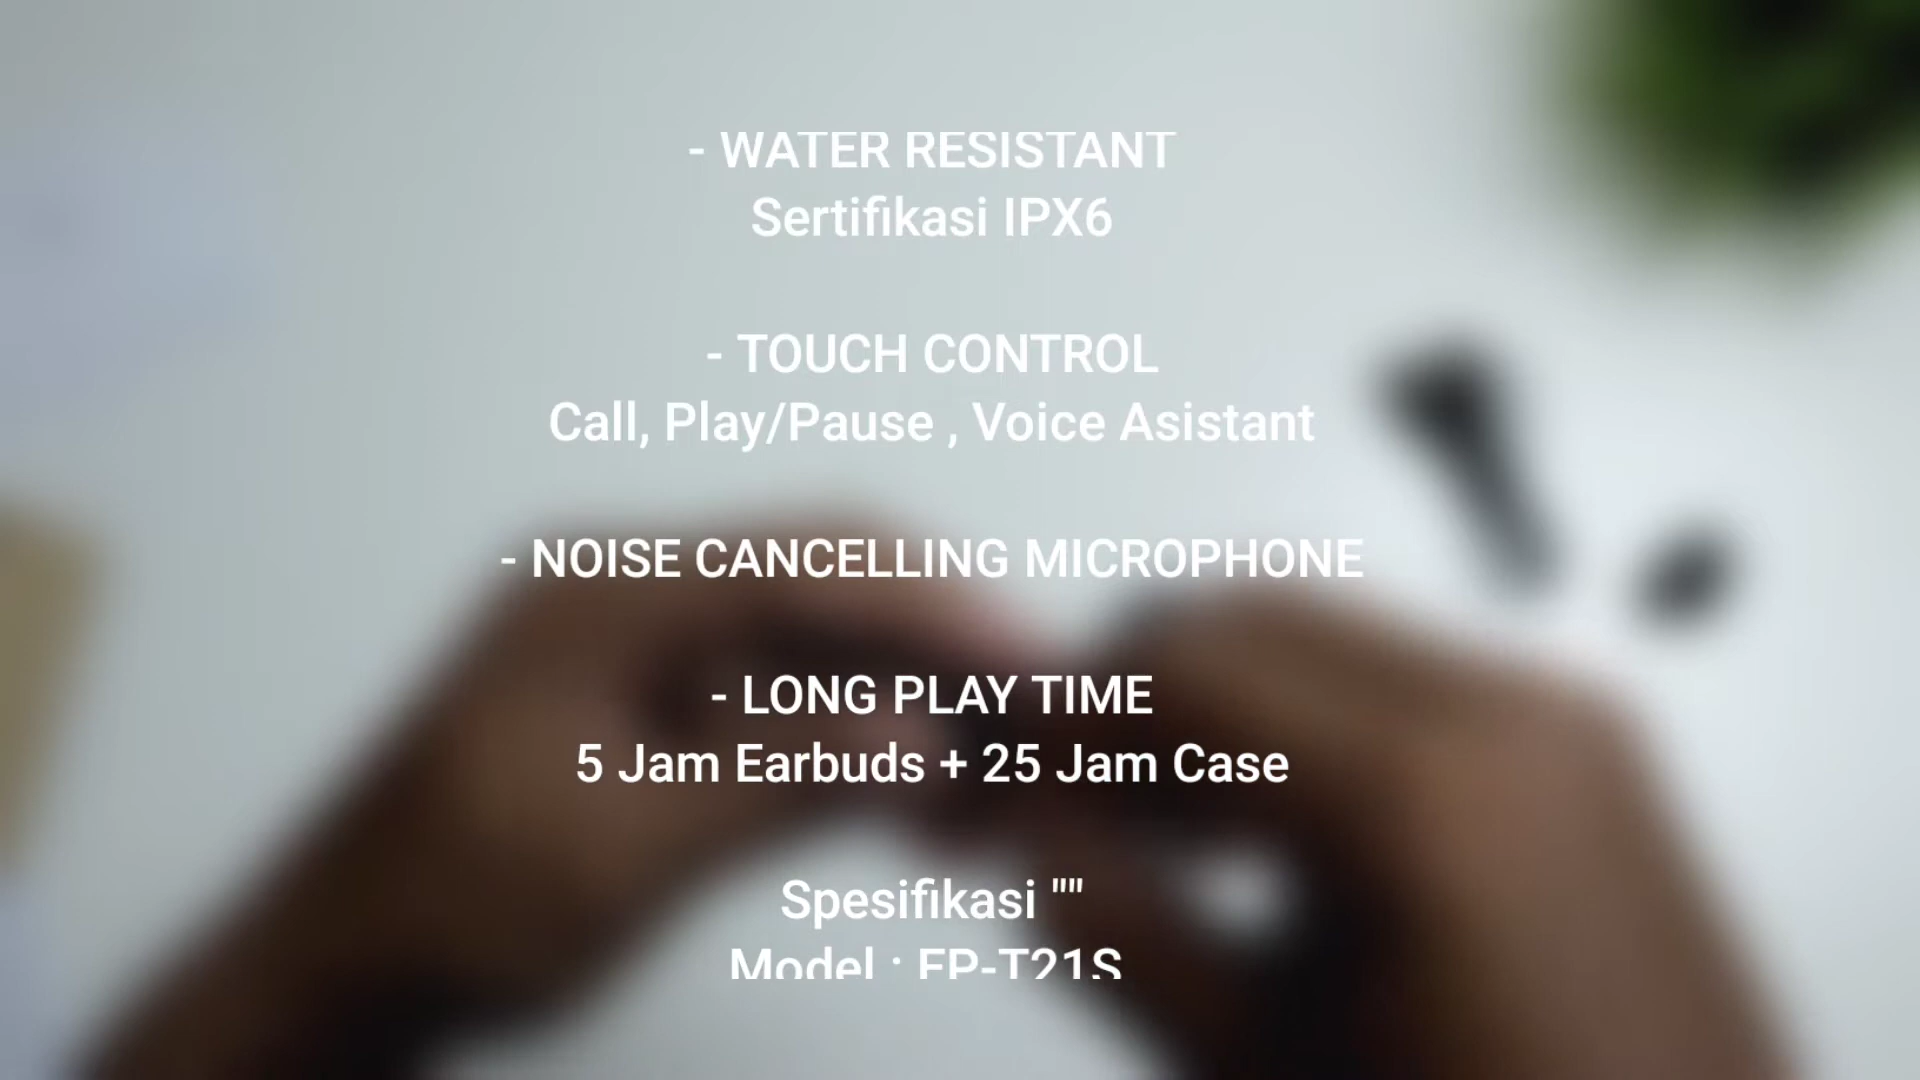 - WATER RESISTANT
Sertifikasi IPX6
- TOUCH CONTROL
Call, Play/Pause , Voice Asistant
- NOISE CANCELLING MICROPHONE
- LONG PLAY TIME
5 Jam Earbuds + 25 Jam Case
Spesifikasi ""
Model :